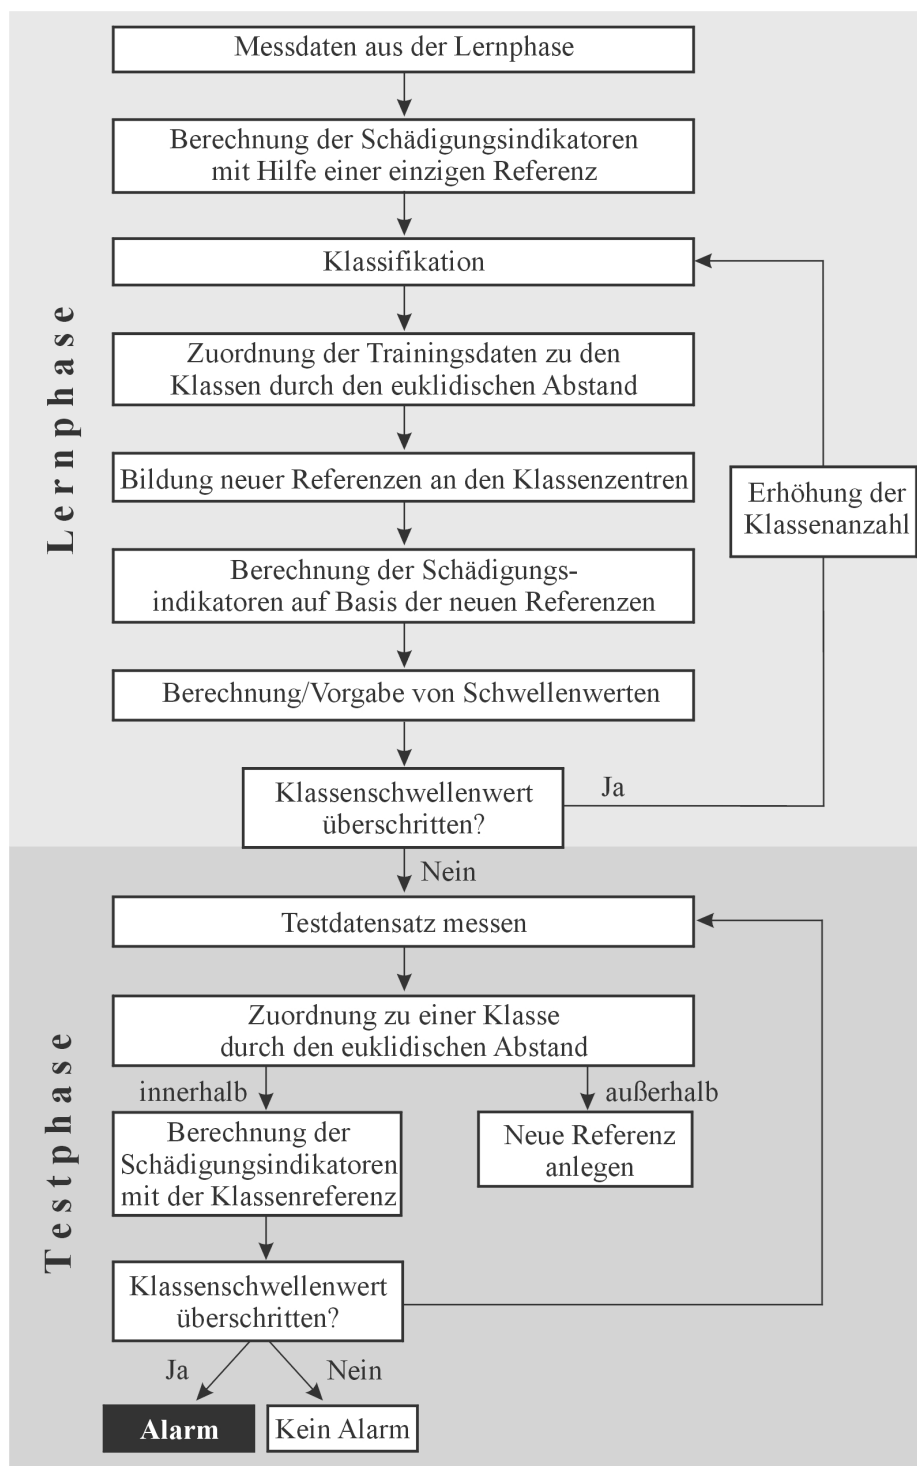 Lernphase
Messdaten aus der Lernphase
Berechnung der Schädigungsindikatoren
mit Hilfe einer einzigen Referenz
Klassifikation
Zuordnung der Trainingsdaten zu den
Klassen durch den euklidischen Abstand
Bildung neuer Referenzen an den Klassenzentren
Erhöhung der
Klassenanzahl
Berechnung der Schädigungs-
indikatoren auf Basis der neuen Referenzen
Berechnung/Vorgabe von Schwellenwerten
Klassenschwellenwert
überschritten?
Ja
Nein
Testphase
Testdatensatz messen
Zuordnung zu einer Klasse
durch den euklidischen Abstand
innerhalb
außerhalb
Berechnung der
Schädigungsindikatoren
mit der Klassenreferenz
Neue Referenz
anlegen
Klassenschwellenwert
überschritten?
Ja
Nein
Alarm
Kein Alarm